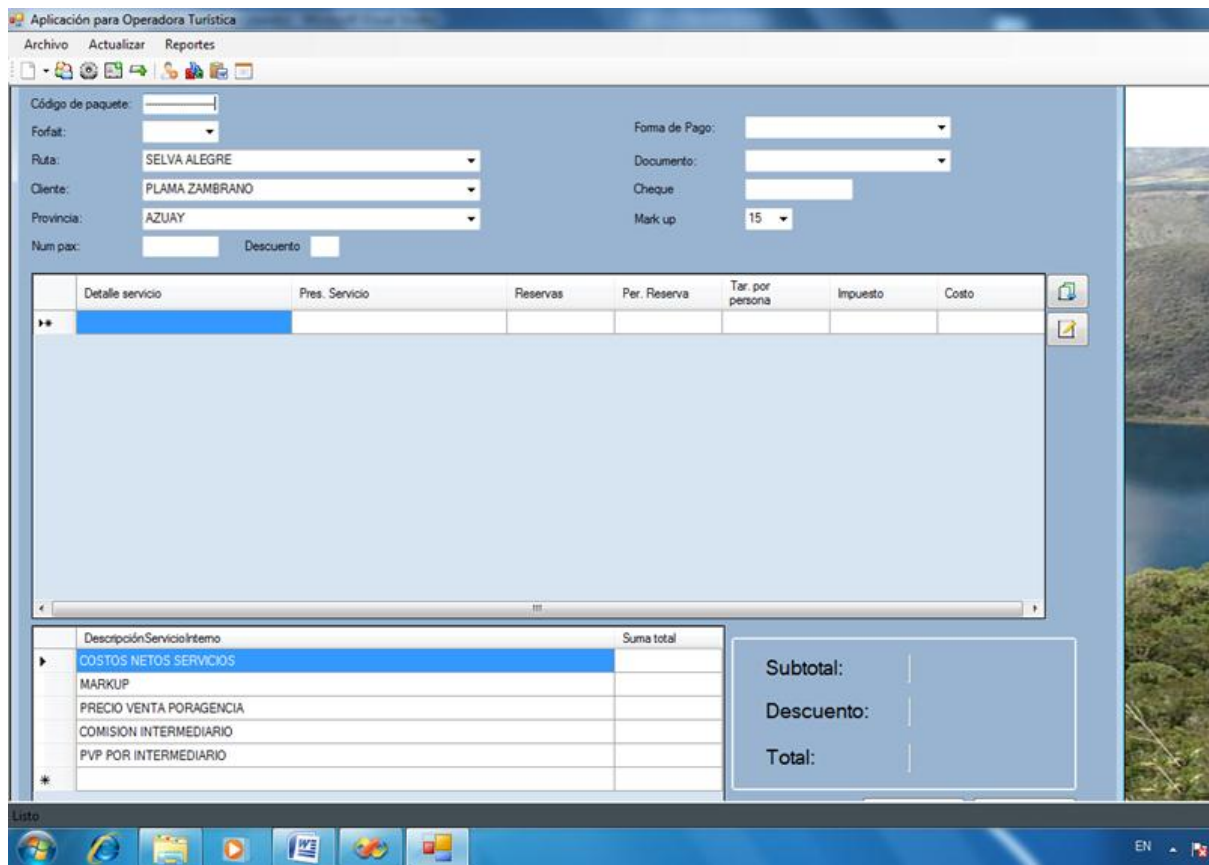 Aplicación para Operadora Turística
Archivo Actualizar Reportes
Código de paquete:
Forfait:
Forma de Pago:
Ruta: SELVA ALEGRE
Documento:
Cliente: PLAMA ZAMBRANO
Cheque
Provincia: AZUAY
Mark up 15
Num pax: Descuento
Detalle servicio Pres. Servicio Reservas Per. Reserva Tar. por persona Impuesto Costo
DescripciónServicioInterno Suma total
COSTOS NETOS SERVICIOS
MARKUP
PRECIO VENTA PORAGENCIA
COMISION INTERMEDIARIO
PVP POR INTERMEDIARIO
Subtotal:
Descuento:
Total:
Listo
EN